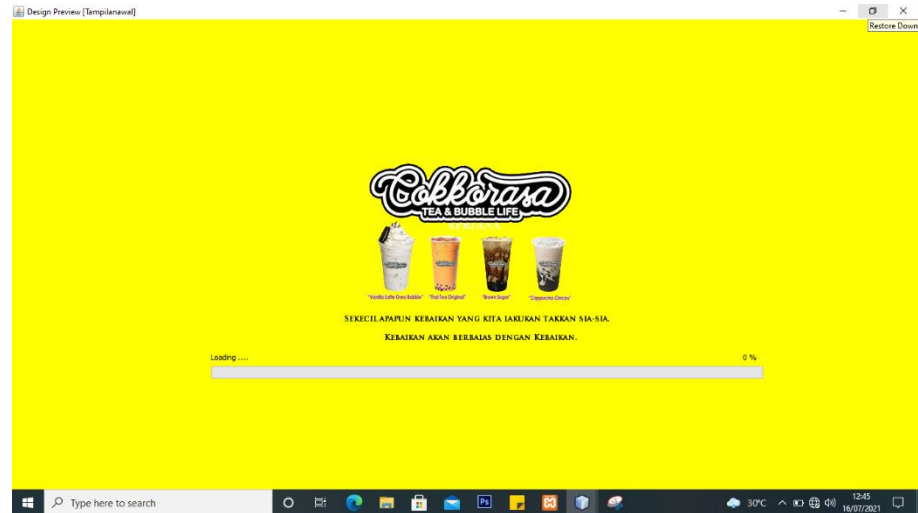 Design Preview [Tampilanawal]
Restore Down
Cokkorasa
TEA & BUBBLE LIFE
APRIANA
"Vanilla Latte Oreo Bubble" "Thai Tea Original" "Brown Sugar" "Cappucino Cincau"
SEKECILAPAPUN KEBAIKAN YANG KITA LAKUKAN TAKKAN SIA-SIA.
KEBAIKAN AKAN BERBALAS DENGAN KEBAIKAN.
Loading .... 0 %
Type here to search
Ps
30°C
12:45
16/07/2021